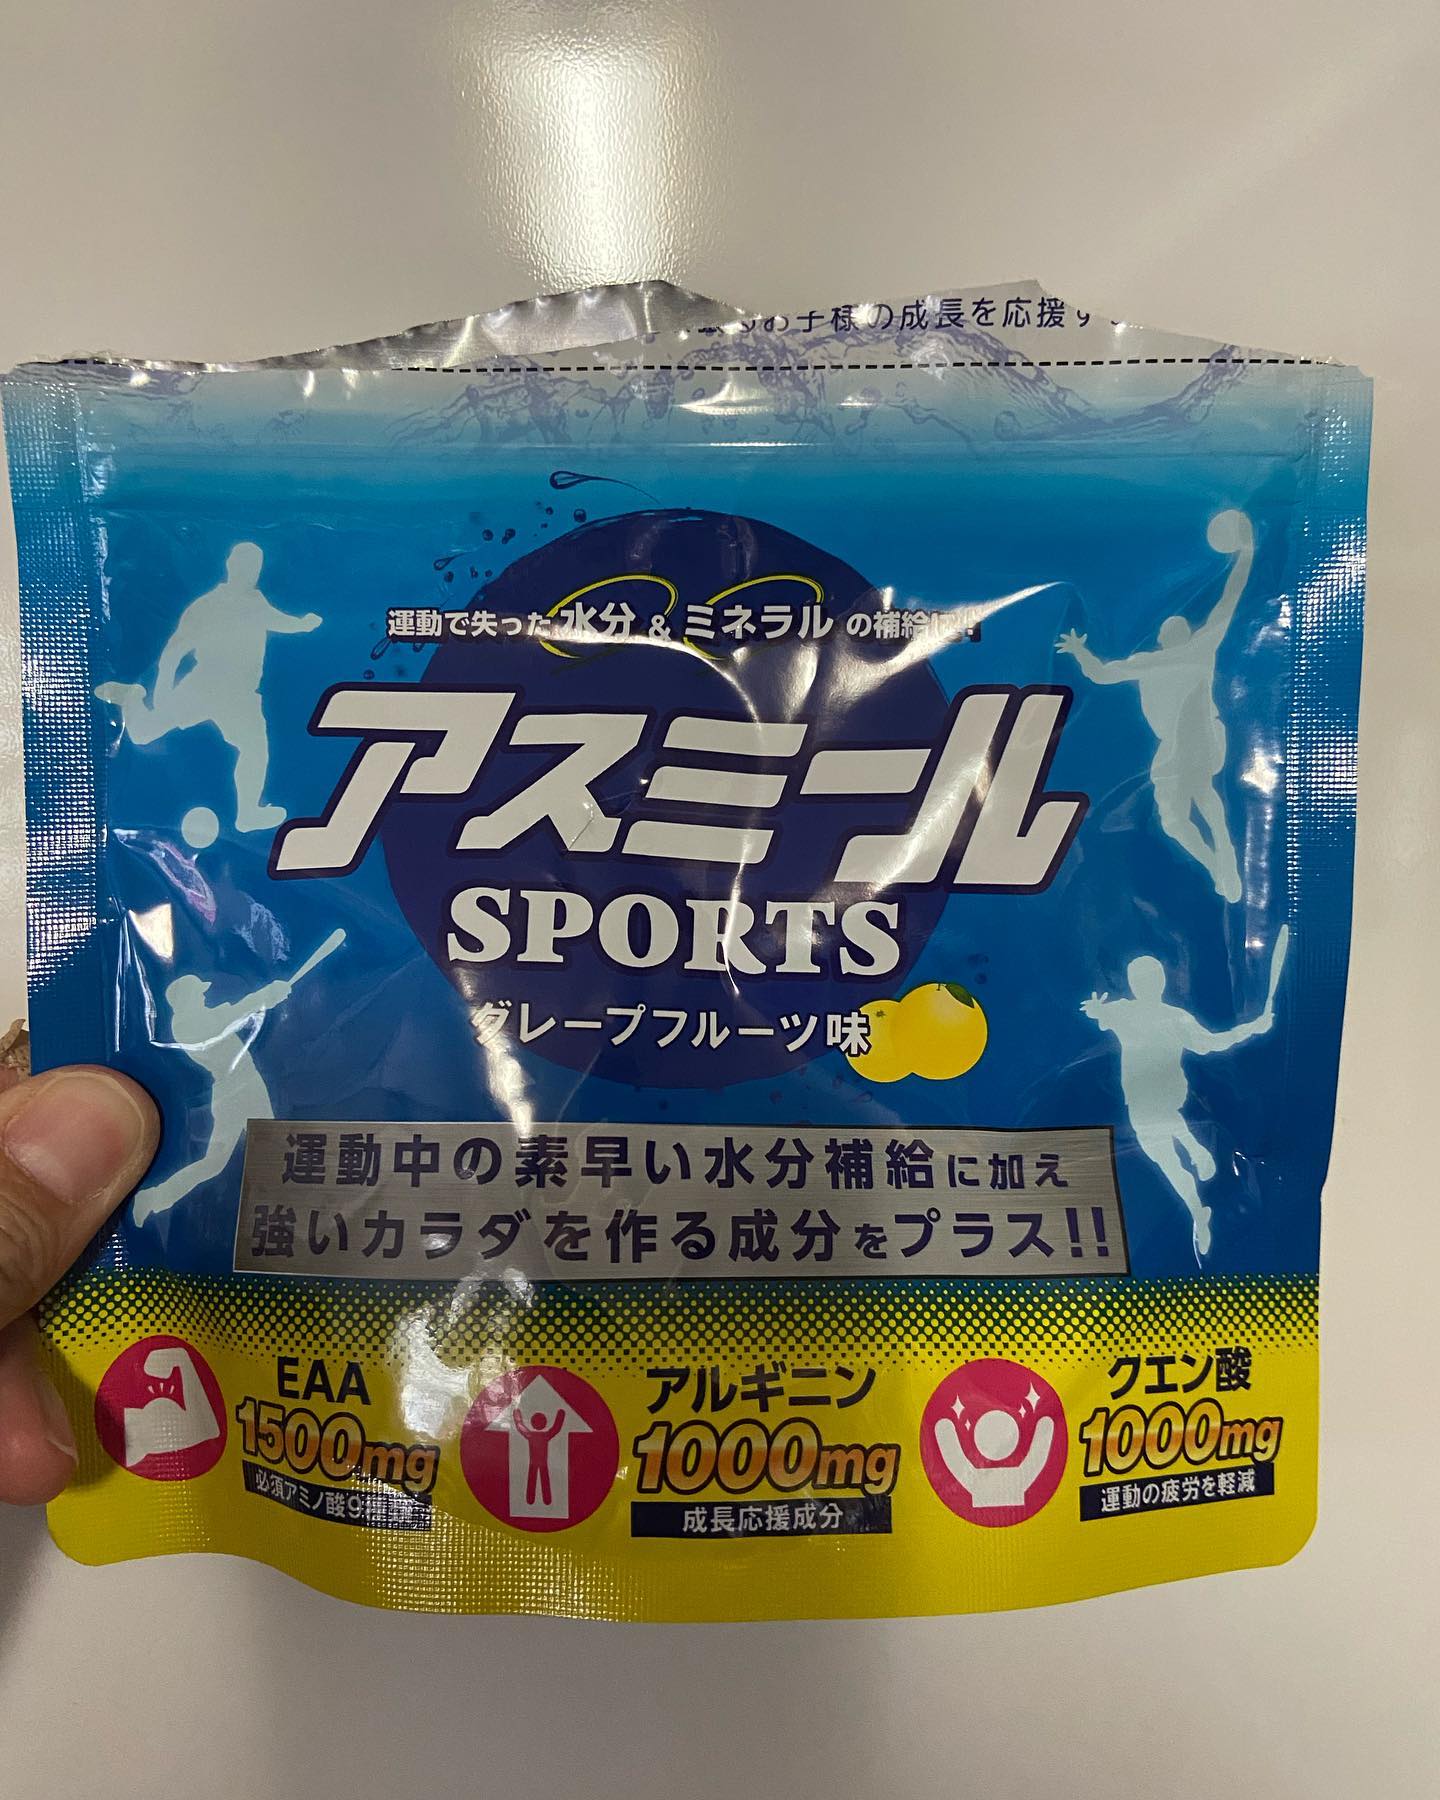 お子様の成長を応援す
運動で失った水分&ミネラルの補給に!!
アスミール
SPORTS
グレープフルーツ味
運動中の素早い水分補給に加え
強いカラダを作る成分をプラス!!
EAA
1500mg
必須アミノ酸9
アルギニン
1000mg
成長応援成分
クエン酸
1000mg
運動の疲労を軽減